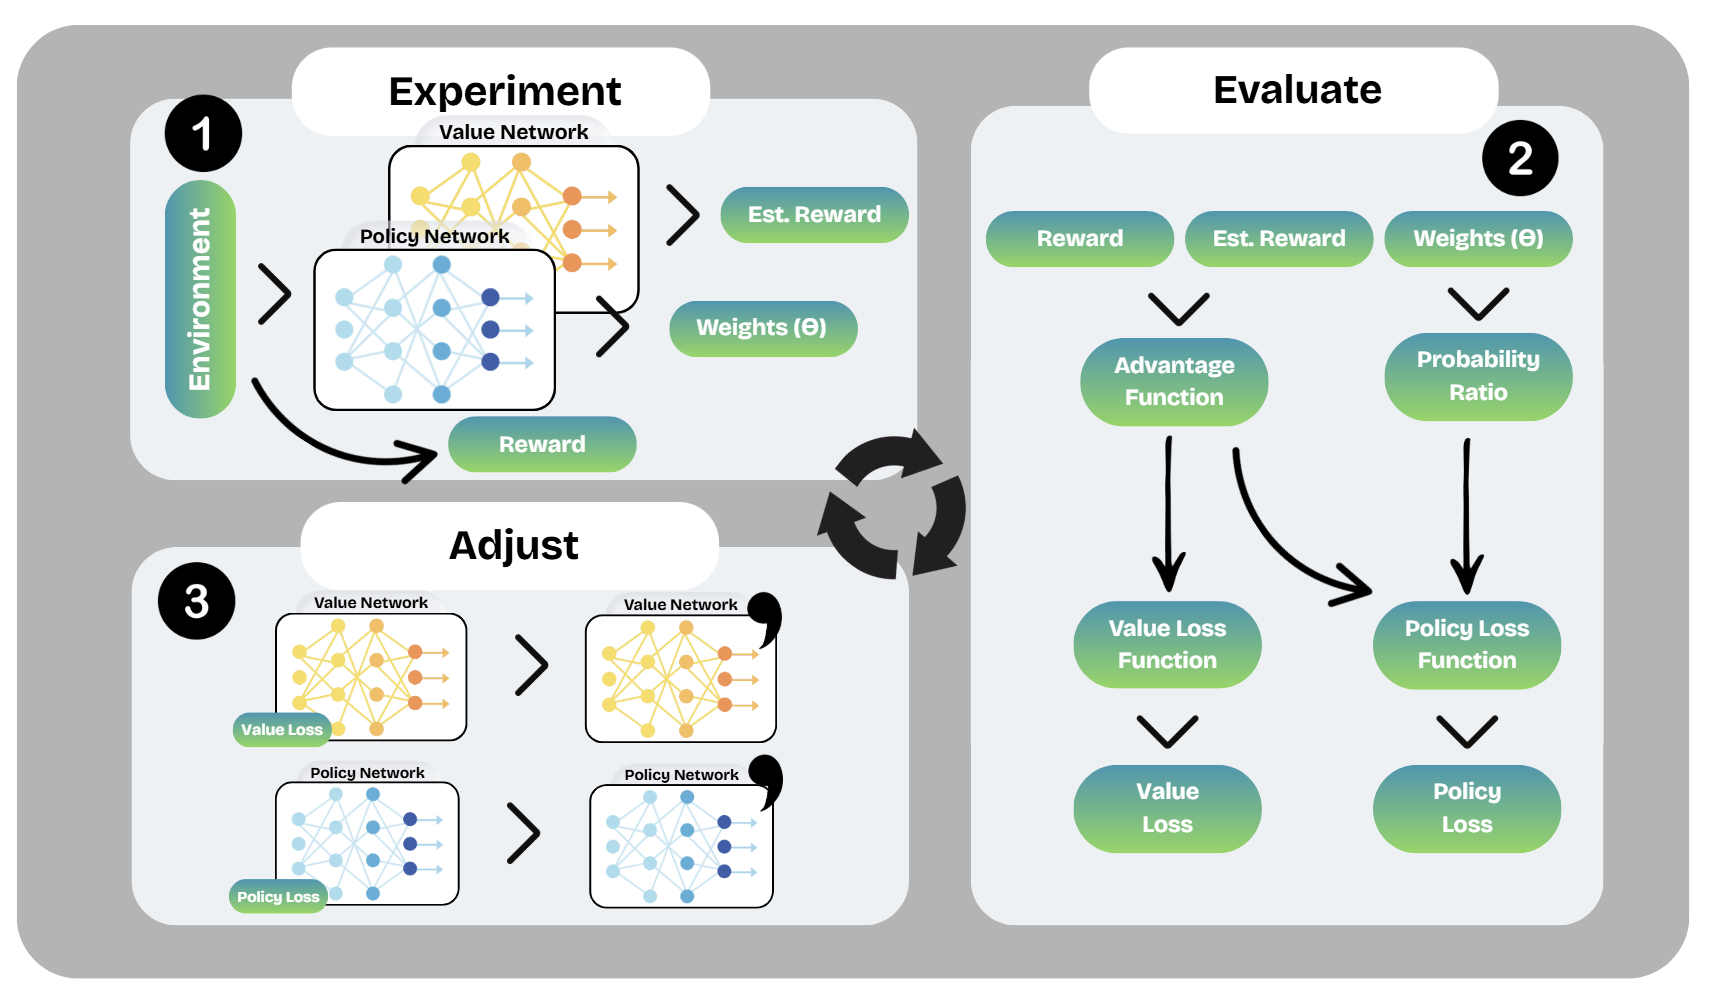 Experiment
1
Environment
Value Network
Policy Network
Est. Reward
Weights (Ɵ)
Reward
Evaluate
2
Reward
Est. Reward
Weights (Ɵ)
Advantage
Function
Probability
Ratio
Value Loss
Function
Policy Loss
Function
Value
Loss
Policy
Loss
Adjust
3
Value Network
Value Loss
Value Network
,
Policy Network
Policy Loss
Policy Network
,